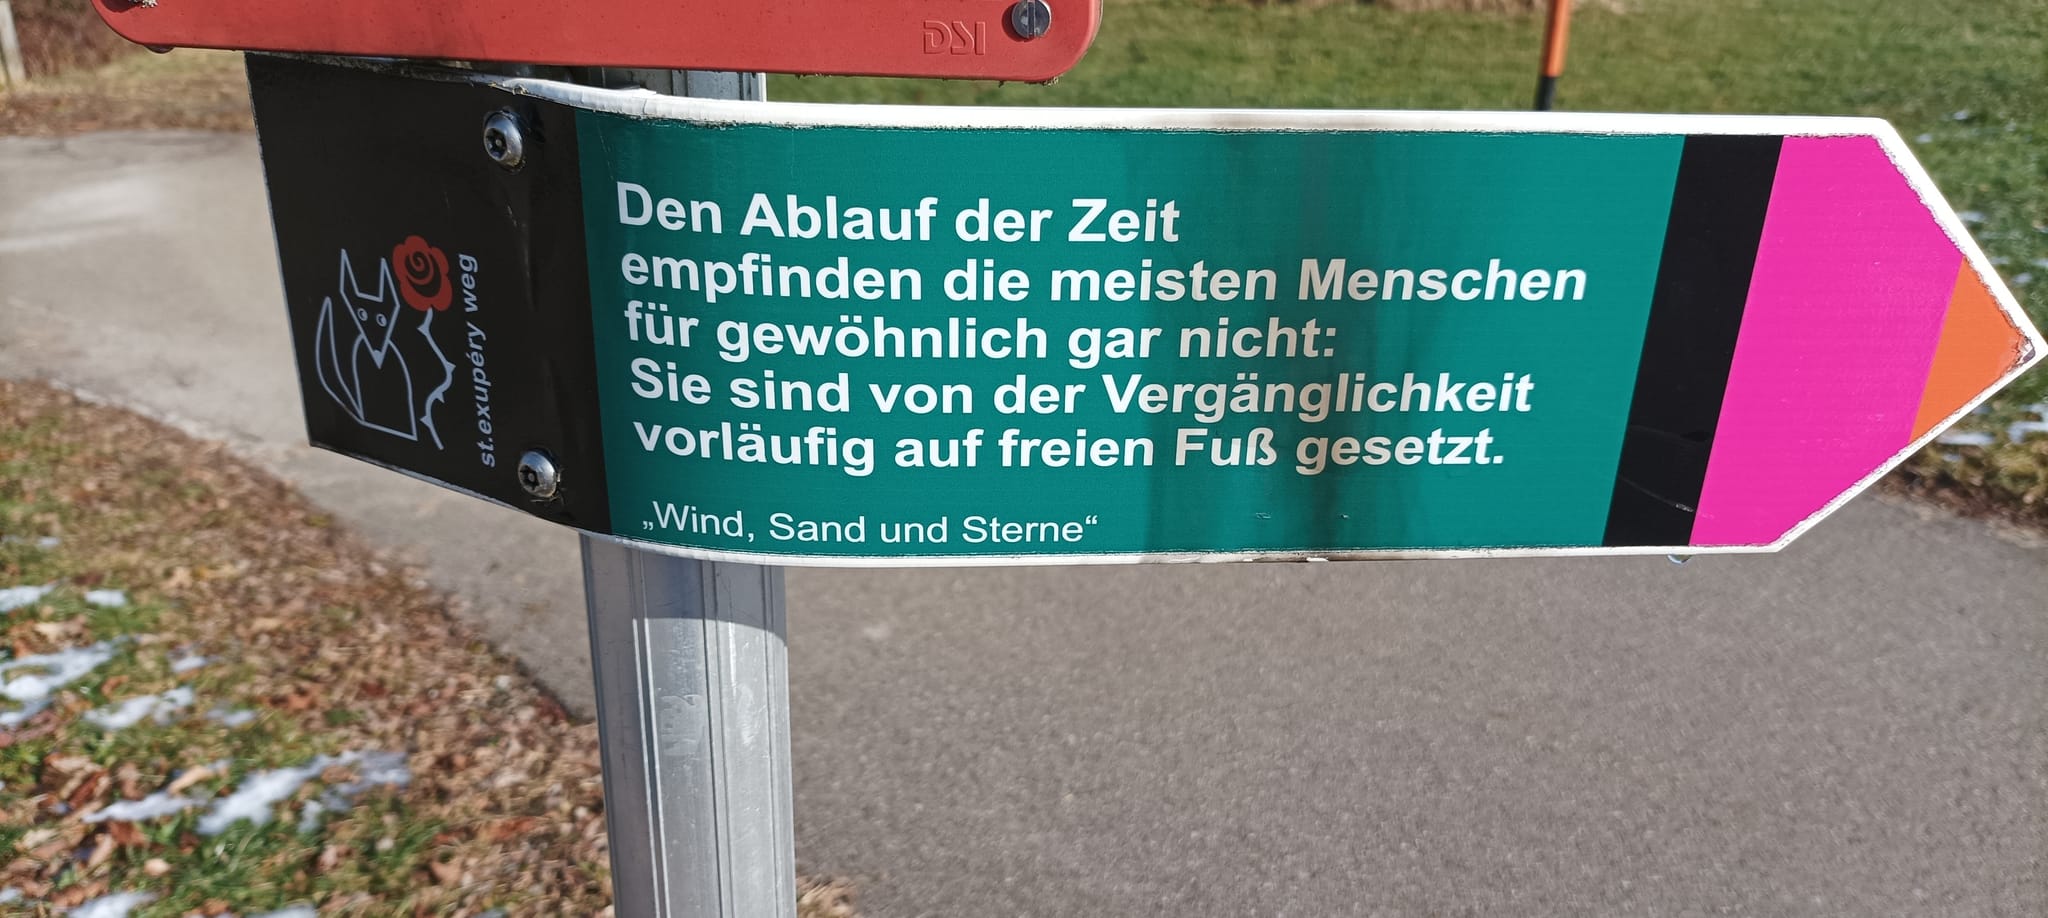 DSI
Den Ablauf der Zeit
empfinden die meisten Menschen
für gewöhnlich gar nicht:
Sie sind von der Vergänglichkeit
vorläufig auf freien Fuß gesetzt.
„Wind, Sand und Sterne“
st.exupéry weg